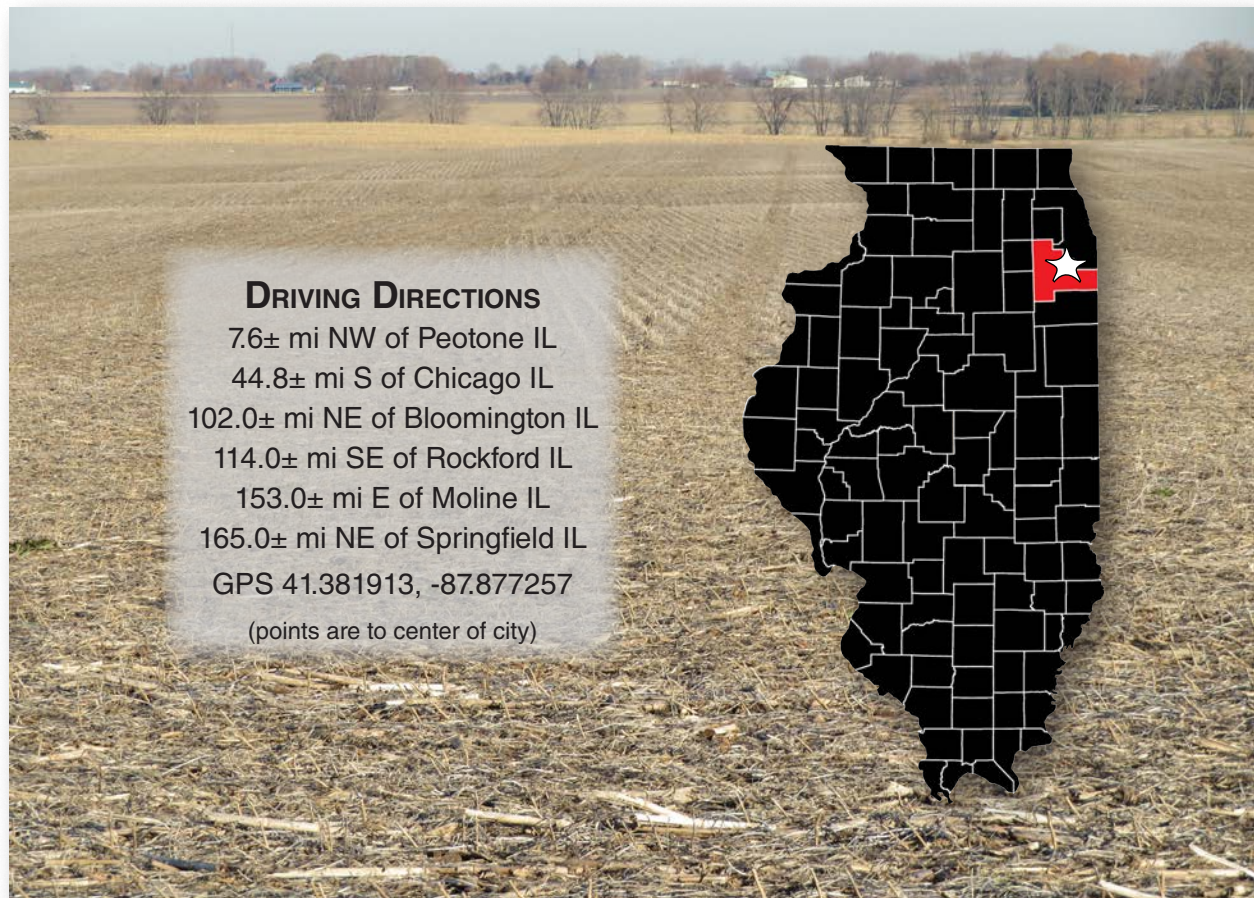 DRIVING DIRECTIONS
7.6± mi NW of Peotone IL
44.8± mi S of Chicago IL
102.0± mi NE of Bloomington IL
114.0± mi SE of Rockford IL
153.0± mi E of Moline IL
165.0± mi NE of Springfield IL
GPS 41.381913, -87.877257
(points are to center of city)